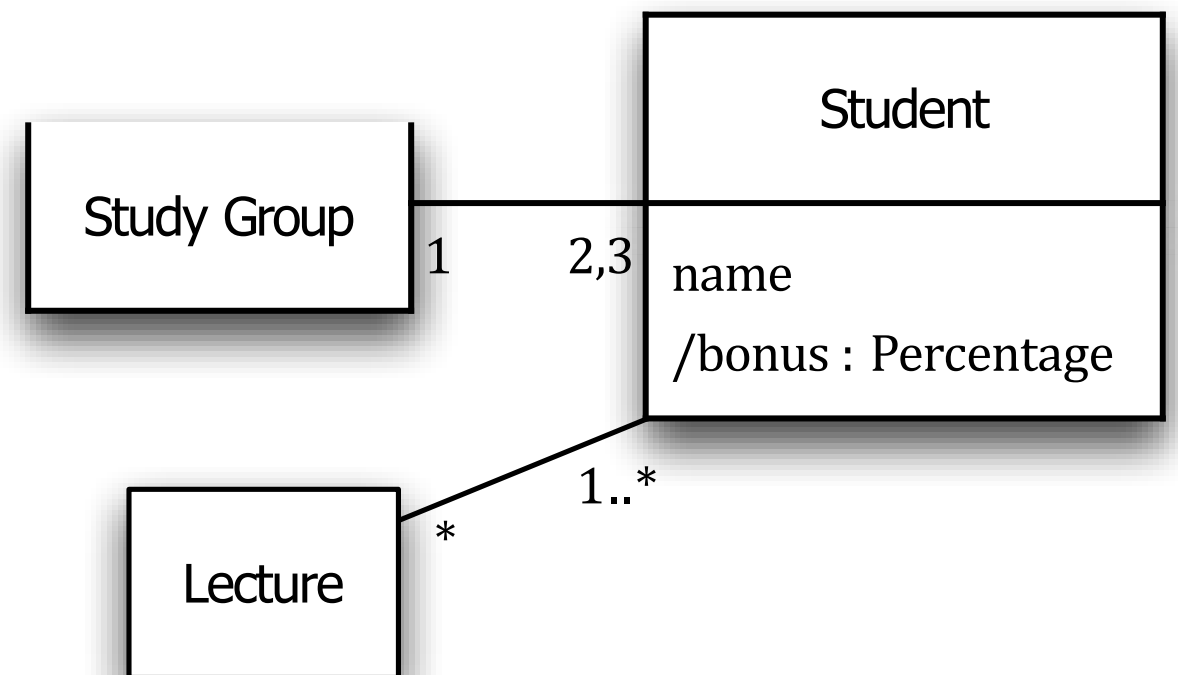 Student
Study Group
1
2,3
name
/bonus : Percentage
1..*
*
Lecture